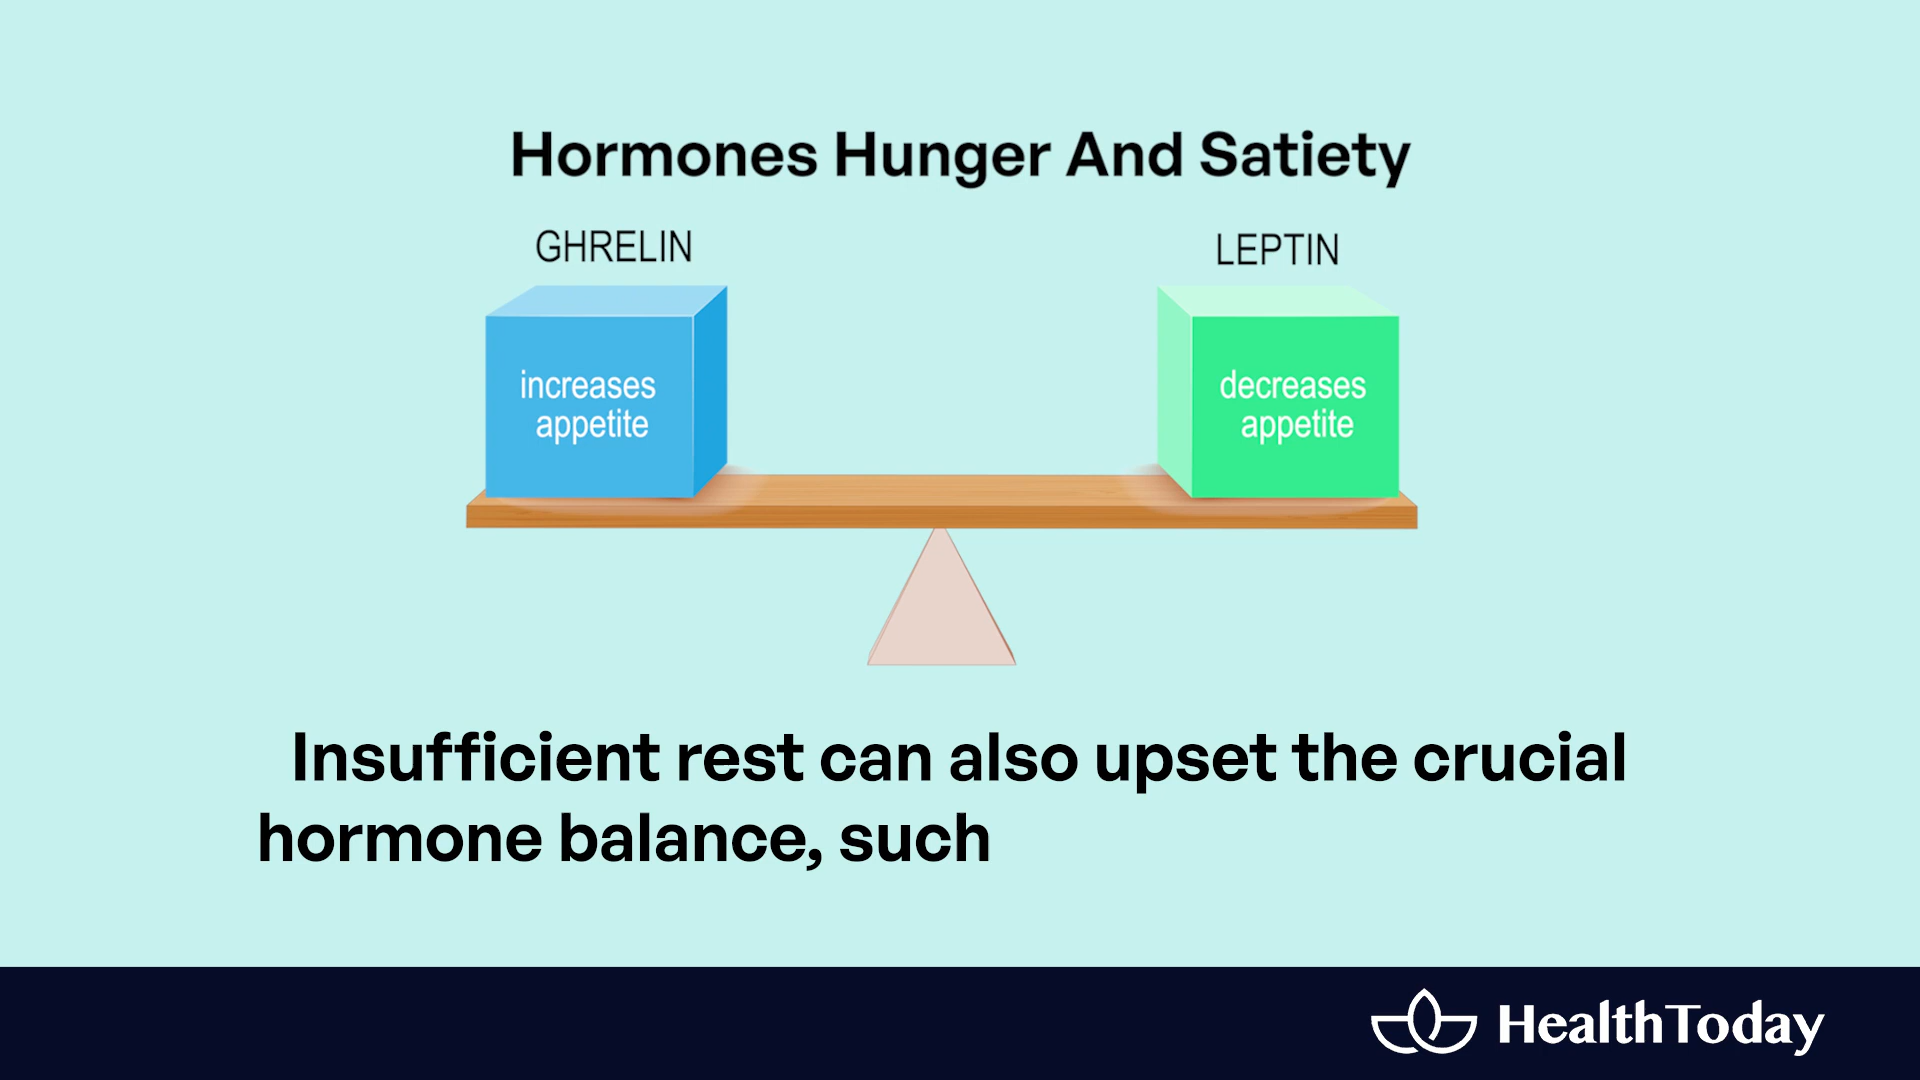 Hormones Hunger And Satiety
GHRELIN
LEPTIN
increases
appetite
decreases
appetite
Insufficient rest can also upset the crucial
hormone balance, such
HealthToday